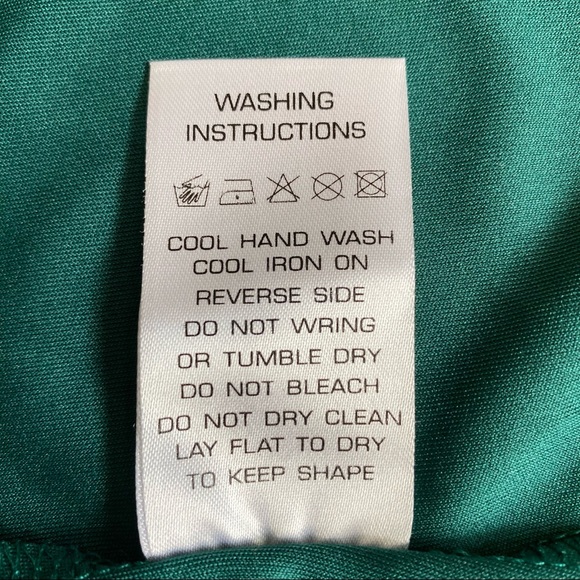 WASHING
INSTRUCTIONS
COOL HAND WASH
COOL IRON ON
REVERSE SIDE
DO NOT WRING
OR TUMBLE DRY
DO NOT BLEACH
DO NOT DRY CLEAN
LAY FLAT TO DRY
TO KEEP SHAPE